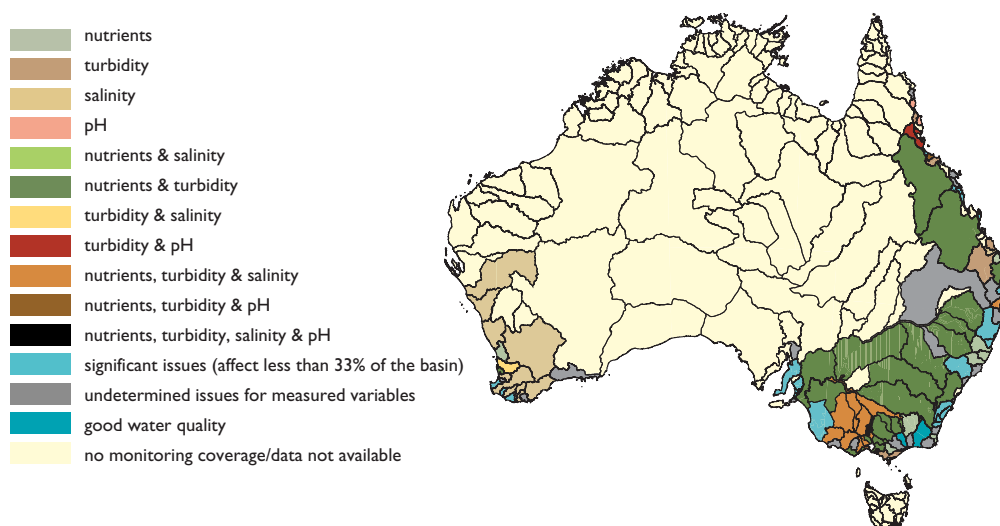 nutrients
turbidity
salinity
pH
nutrients & salinity
nutrients & turbidity
turbidity & salinity
turbidity & pH
nutrients, turbidity & salinity
nutrients, turbidity & pH
nutrients, turbidity, salinity & pH
significant issues (affect less than 33% of the basin)
undetermined issues for measured variables
good water quality
no monitoring coverage/data not available